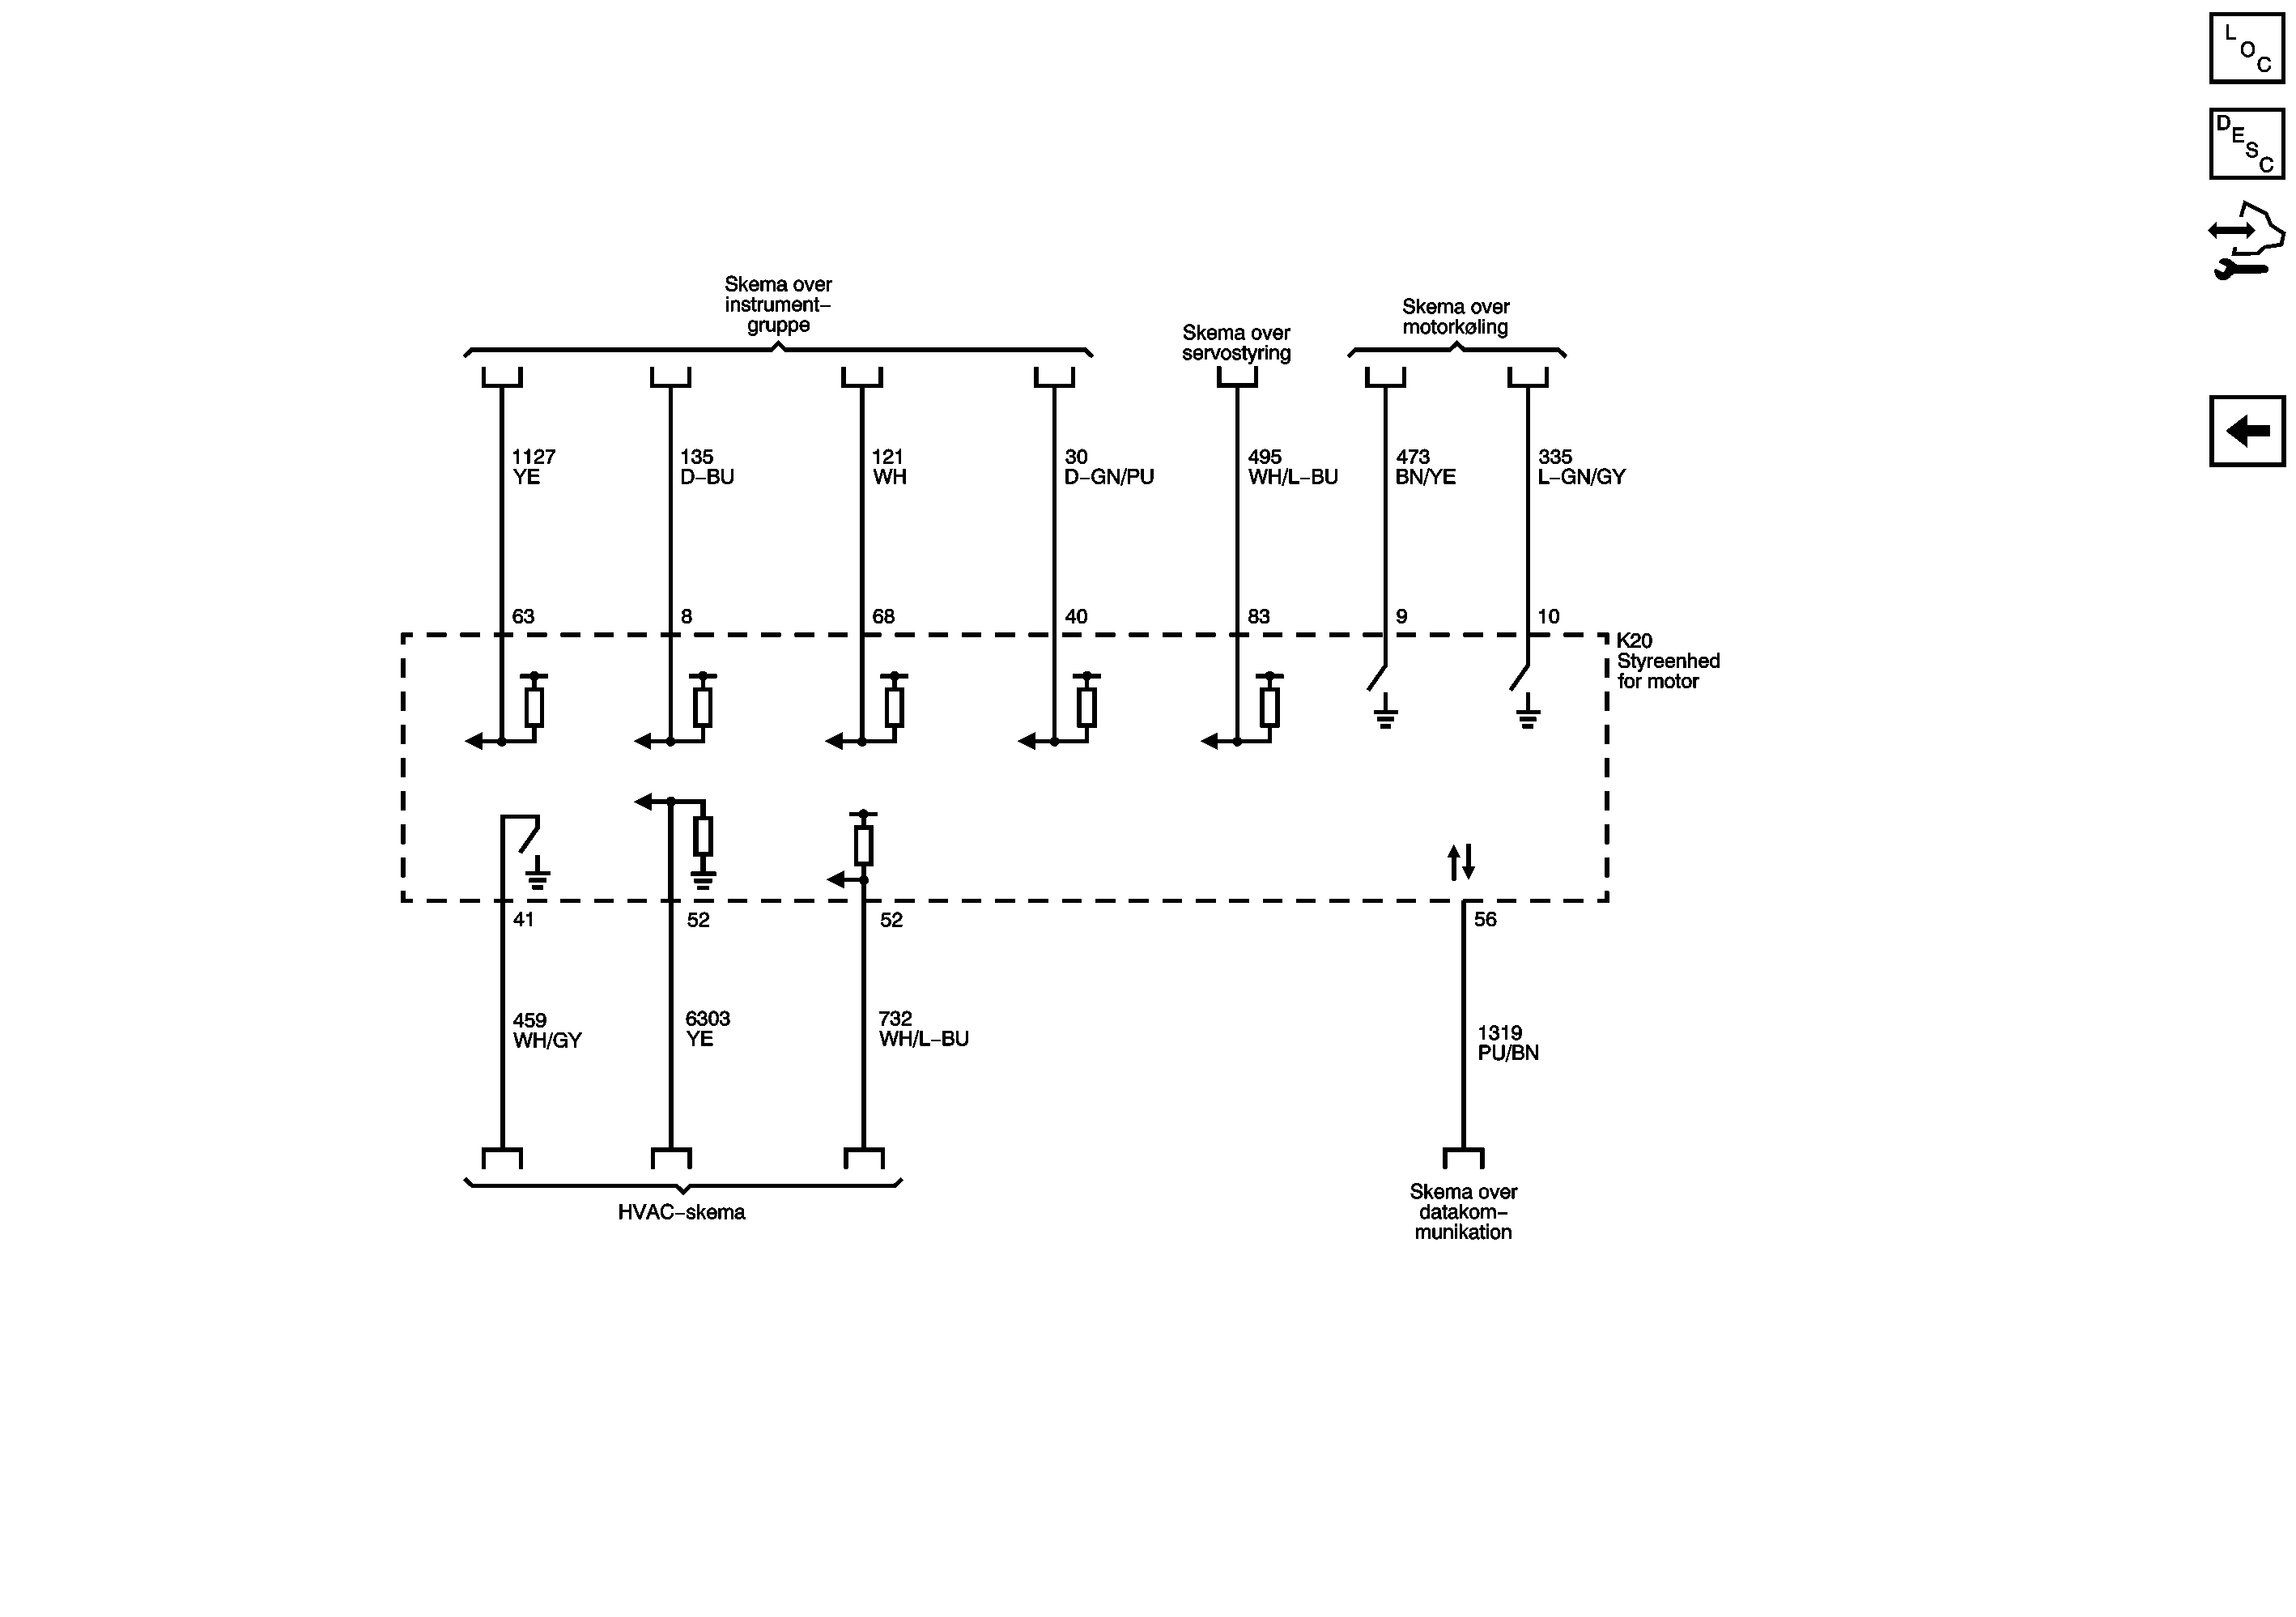 L
O
C
D
E
S
C
Skema over
instrument–
gruppe
Skema over
servostyring
Skema over
motorkøling
1127
YE
135
D–BU
121
WH
30
D–GN/PU
495
WH/L–BU
473
BN/YE
335
L–GN/GY
63
8
68
40
83
9
10
K20
Styreenhed
for motor
41
52
52
56
459
WH/GY
6303
YE
732
WH/L–BU
1319
PU/BN
HVAC–skema
Skema over
datakom–
munikation